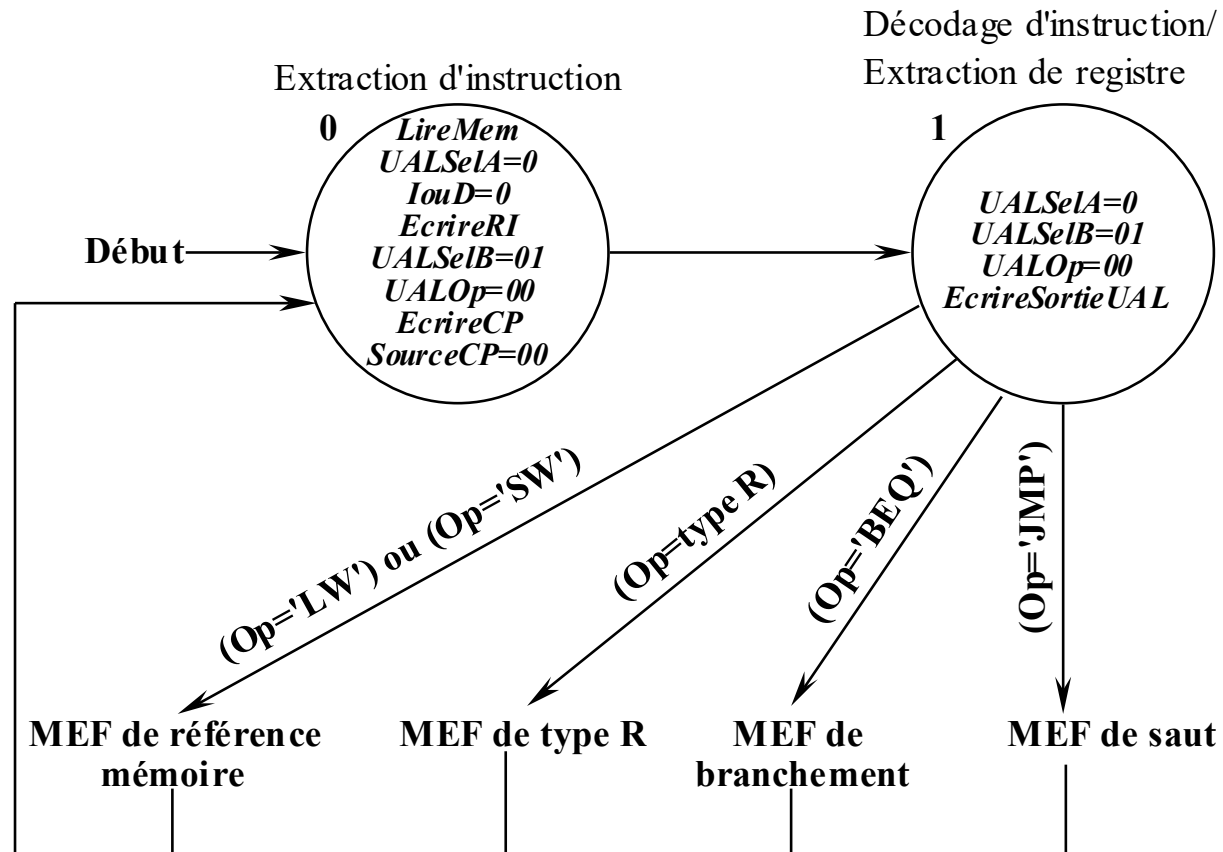 Extraction d'instruction
Décodage d'instruction/
Extraction de registre
0
LireMem
UALSelA=0
IouD=0
EcrireRI
UALSelB=01
UALOp=00
EcrireCP
SourceCP=00
Début
1
UALSelA=0
UALSelB=01
UALOp=00
EcrireSortieUAL
(Op='LW') ou (Op='SW')
(Op=type R)
(Op='BEQ')
(Op='JMP')
MEF de référence
mémoire
MEF de type R
MEF de
branchement
MEF de saut